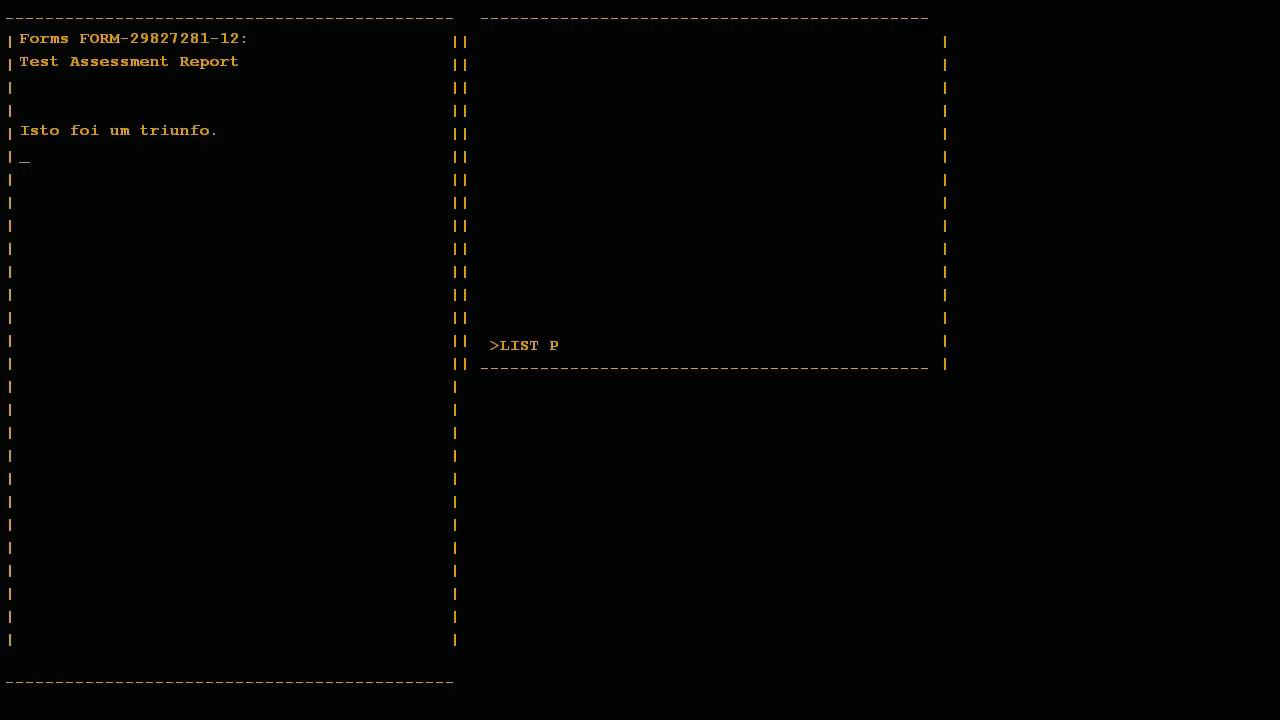 Forms FORM-29827281-12:
Test Assessment Report
Isto foi um triunfo.
_
>LIST P